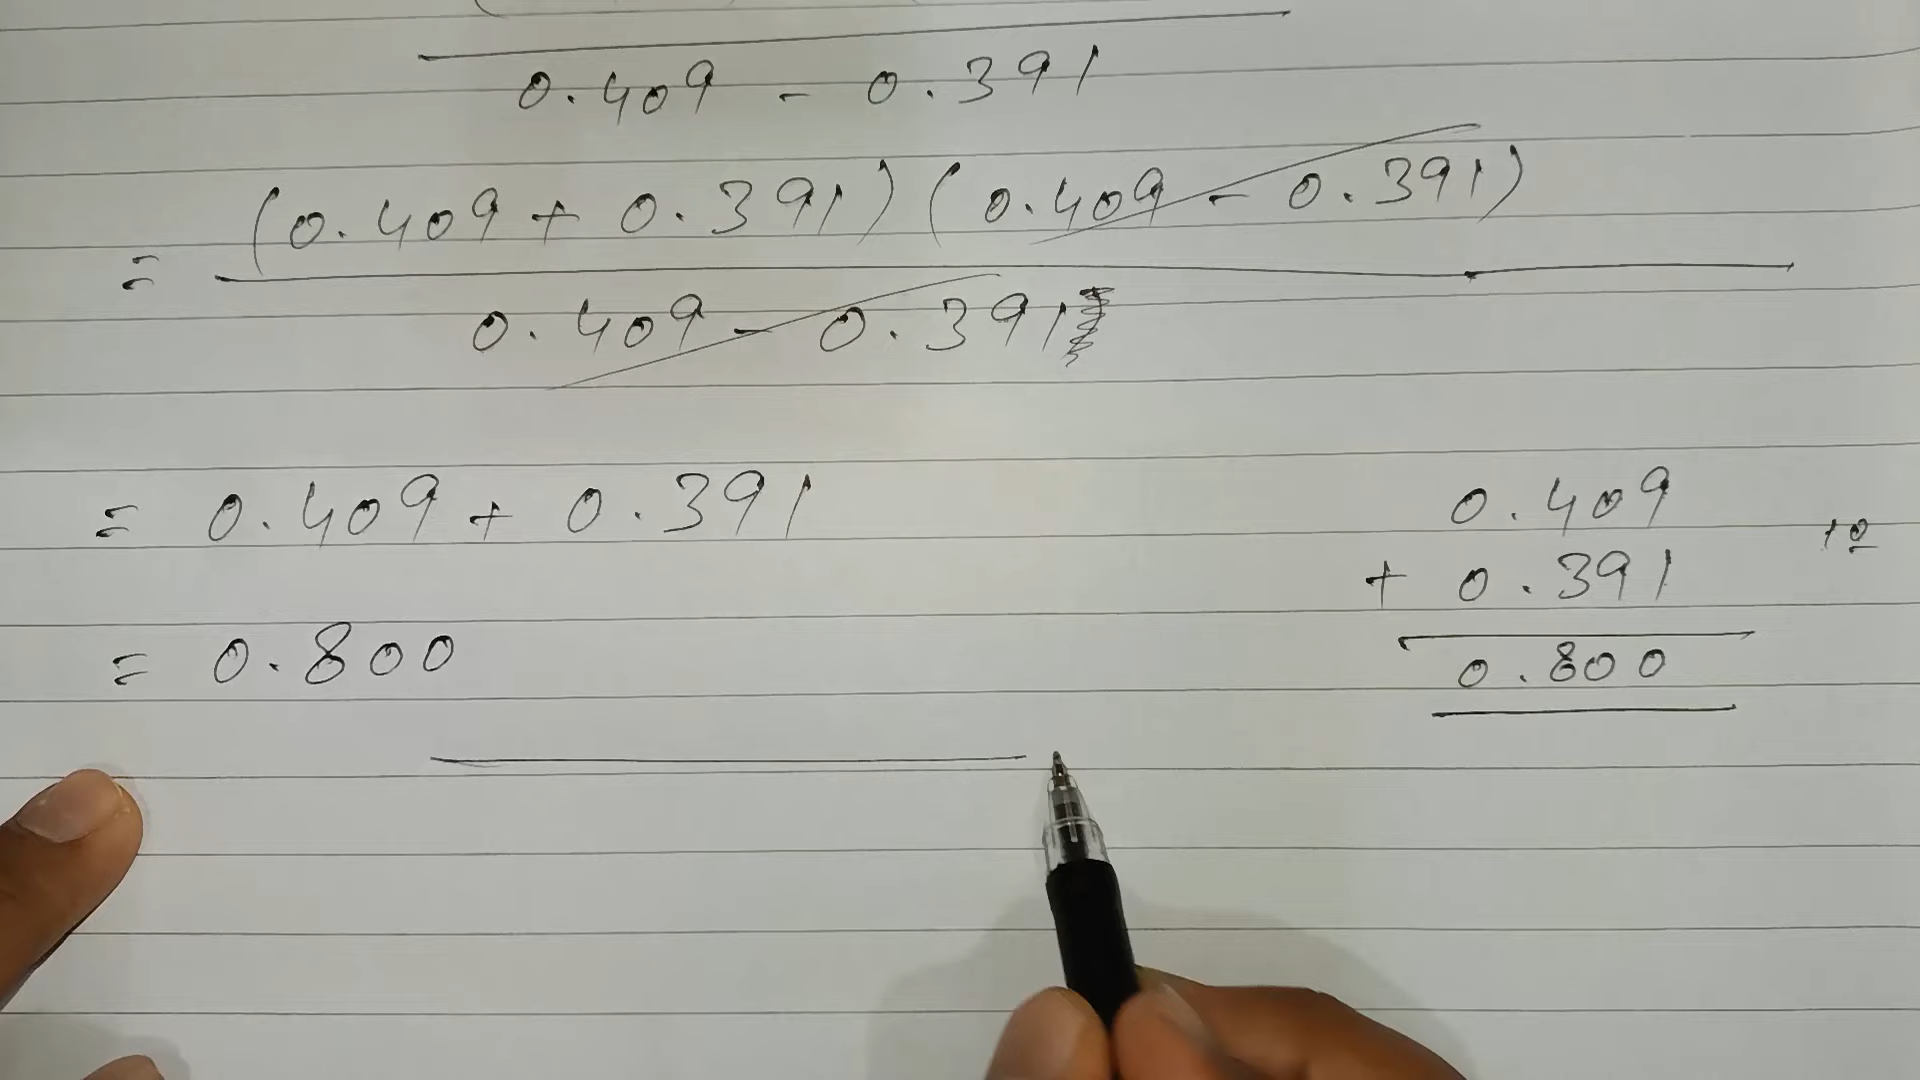 0.409 - 0.391
(0.409 + 0.391) (0.409 - 0.391)
=
0.409 - 0.391
= 0.409 + 0.391
= 0.800
0.409
+ 0.391
0.800
10